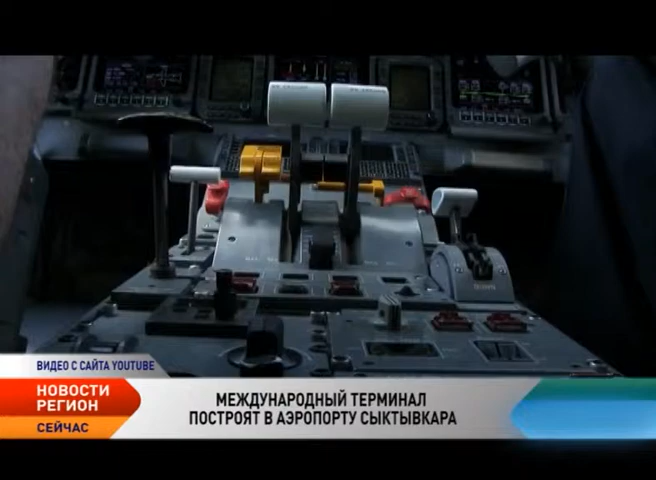 ВИДЕО С САЙТА YOUTUBE
НОВОСТИ
РЕГИОН
СЕЙЧАС
МЕЖДУНАРОДНЫЙ ТЕРМИНАЛ
ПОСТРОЯТ В АЭРОПОРТУ СЫКТЫВКАРА